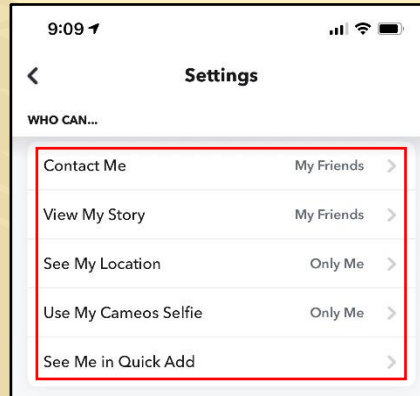 9:09
Settings
WHO CAN...
Contact Me My Friends
View My Story My Friends
See My Location Only Me
Use My Cameos Selfie Only Me
See Me in Quick Add